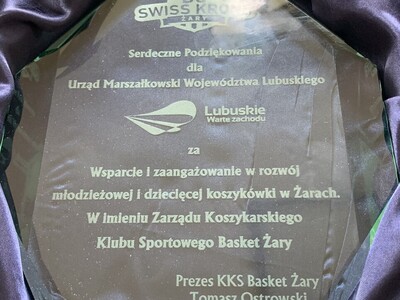 SWISS KRO
ŻARY
Serdeczne Podziękowania
dla
Urząd Marszałkowski Województwa Lubuskiego
Lubuskie
Warte zachodu
za
Wsparcie i zaangażowanie w rozwój
młodzieżowej i dziecięcej koszykówki w Żarach.
W imieniu Zarządu Koszykarskiego
Klubu Sportowego Basket Żary
Prezes KKS Basket Żary
Tomasz Ostrowski